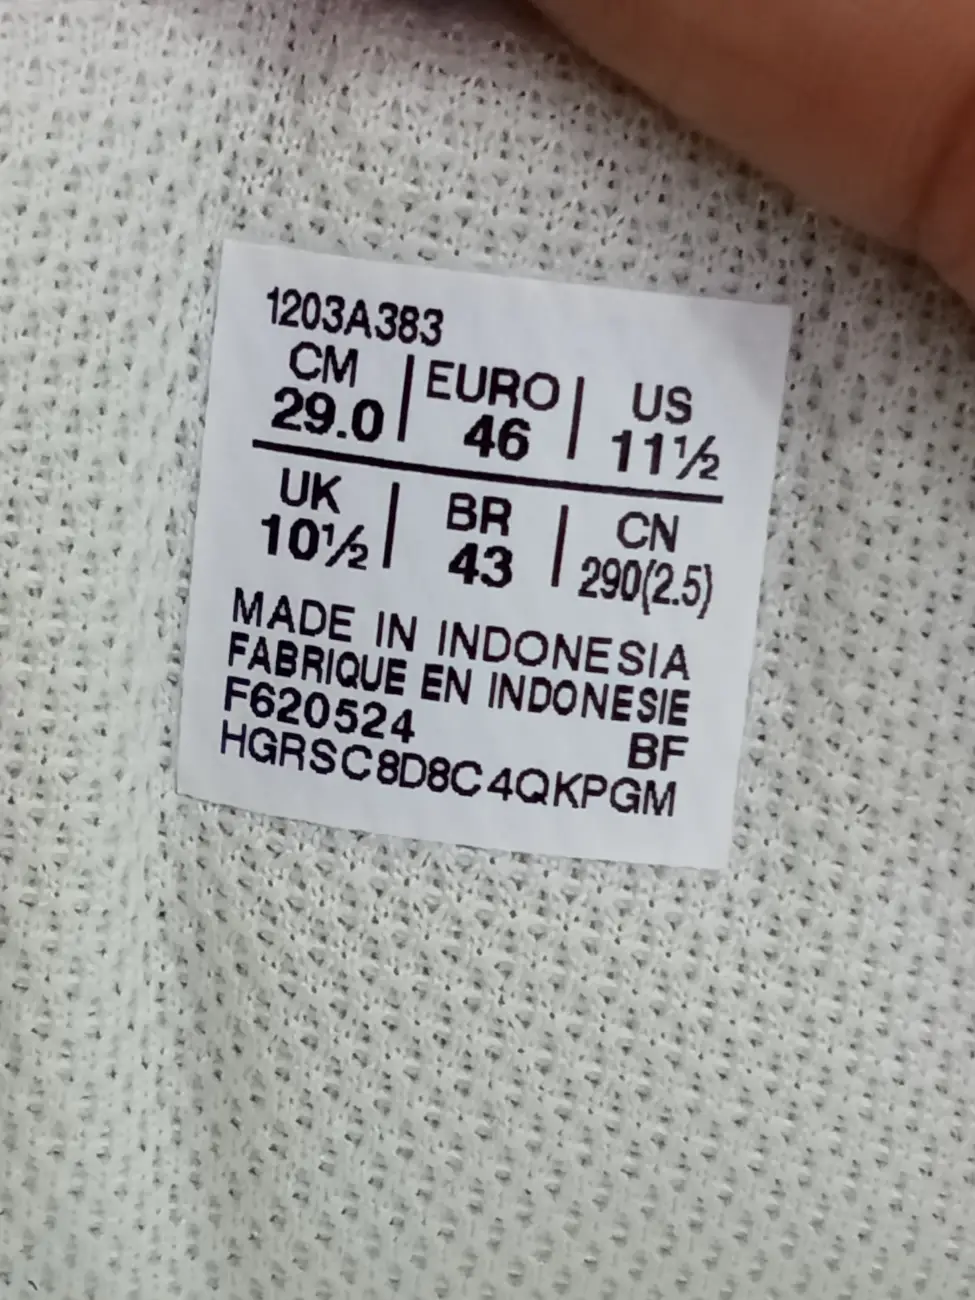 1203A383
CM | EURO | US
29.0 | 46 | 11½
UK | BR | CN
10½ | 43 | 290(2.5)
MADE IN INDONESIA
FABRIQUE EN INDONESIE
F620524 BF
HGRSC8D8C4QKPGM